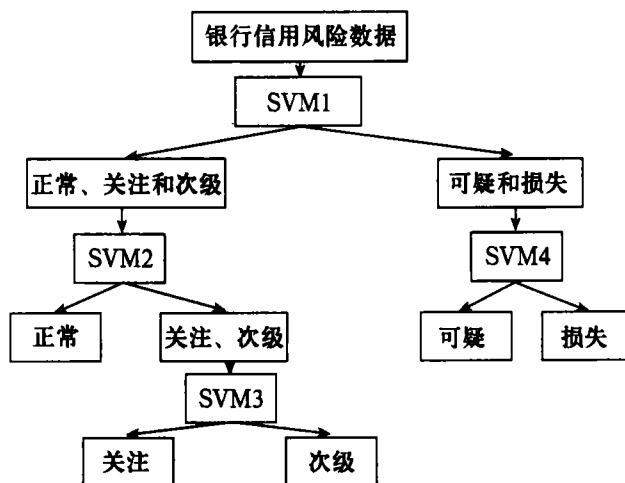 银行信用风险数据
SVM1
正常、关注和次级
可疑和损失
SVM2
SVM4
正常
关注、次级
可疑
损失
SVM3
关注
次级